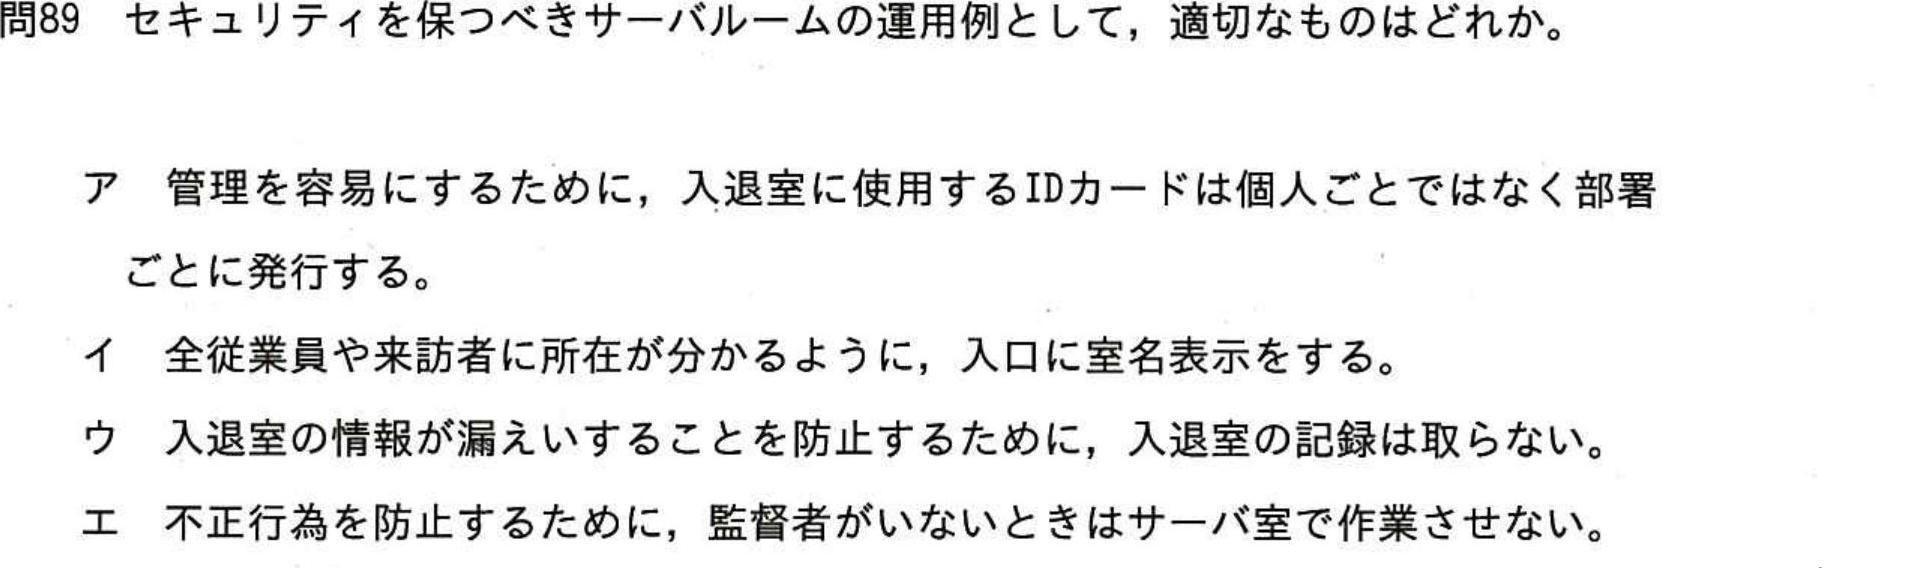 問89 セキュリティを保つべきサーバルームの運用例として，適切なものはどれか。
ア 管理を容易にするために，入退室に使用するIDカードは個人ごとではなく部署
ごとに発行する。
イ 全従業員や来訪者に所在が分かるように，入口に室名表示をする。
ウ 入退室の情報が漏えいすることを防止するために，入退室の記録は取らない。
エ 不正行為を防止するために，監督者がいないときはサーバ室で作業させない。